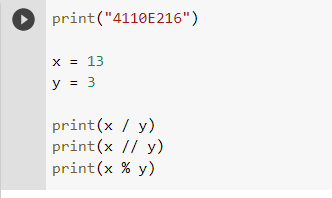 print("4110E216")
x = 13
y = 3
print(x / y)
print(x // y)
print(x % y)